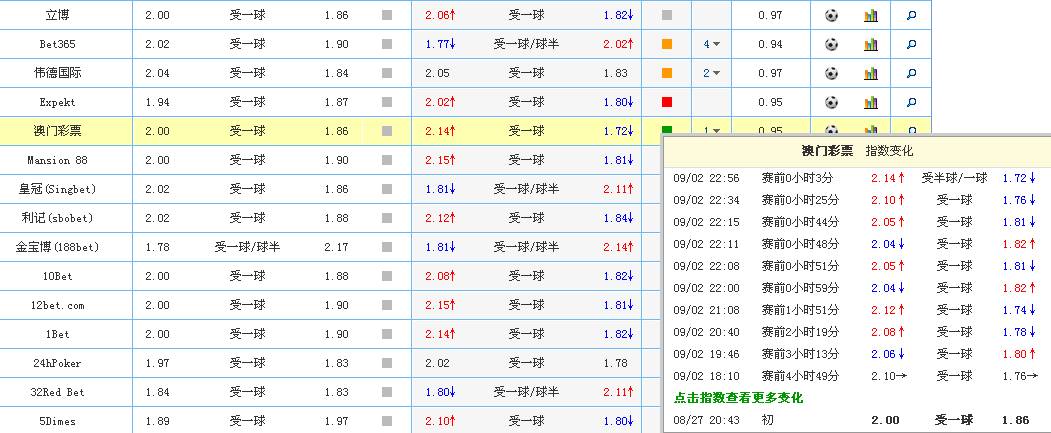 立博 2.00 受一球 1.86 2.06↑ 受一球 1.82↓ 0.97
Bet365 2.02 受一球 1.90 1.77↓ 受一球/球半 2.02↑ 4 0.94
伟德国际 2.04 受一球 1.84 2.05 受一球 1.83 2 0.97
Expekt 1.94 受一球 1.87 2.02↑ 受一球 1.80↓ 0.95
澳门彩票 2.00 受一球 1.86 2.14↑ 受一球 1.72↓ 1 0.95
Mansion 88 2.00 受一球 1.90 2.15↑ 受一球 1.81↓
皇冠(Singbet) 2.02 受一球 1.86 1.81↓ 受一球/球半 2.11↑
利记(sbobet) 2.02 受一球 1.88 2.12↑ 受一球 1.84↓
金宝博(188bet) 1.78 受一球/球半 2.17 1.81↓ 受一球/球半 2.14↑
10Bet 2.00 受一球 1.88 2.08↑ 受一球 1.82↓
12bet.com 2.00 受一球 1.90 2.15↑ 受一球 1.81↓
1Bet 2.00 受一球 1.90 2.14↑ 受一球 1.82↓
24hPoker 1.97 受一球 1.83 2.02 受一球 1.78
32Red Bet 1.84 受一球 1.83 1.80↓ 受一球/球半 2.11↑
5Dimes 1.89 受一球 1.97 2.10↑ 受一球 1.80↓
澳门彩票 指数变化
09/02 22:56 赛前0小时3分 2.14↑ 受半球/一球 1.72↓
09/02 22:34 赛前0小时25分 2.10↑ 受一球 1.76↓
09/02 22:15 赛前0小时44分 2.05↑ 受一球 1.81↓
09/02 22:11 赛前0小时48分 2.04↓ 受一球 1.82↑
09/02 22:08 赛前0小时51分 2.05↑ 受一球 1.81↓
09/02 22:00 赛前0小时59分 2.04↓ 受一球 1.82↑
09/02 21:08 赛前1小时51分 2.12↑ 受一球 1.74↓
09/02 20:40 赛前2小时19分 2.08↑ 受一球 1.78↓
09/02 19:46 赛前3小时13分 2.06↓ 受一球 1.80↑
09/02 18:10 赛前4小时49分 2.10→ 受一球 1.76→
点击指数查看更多变化
08/27 20:43 初 2.00 受一球 1.86